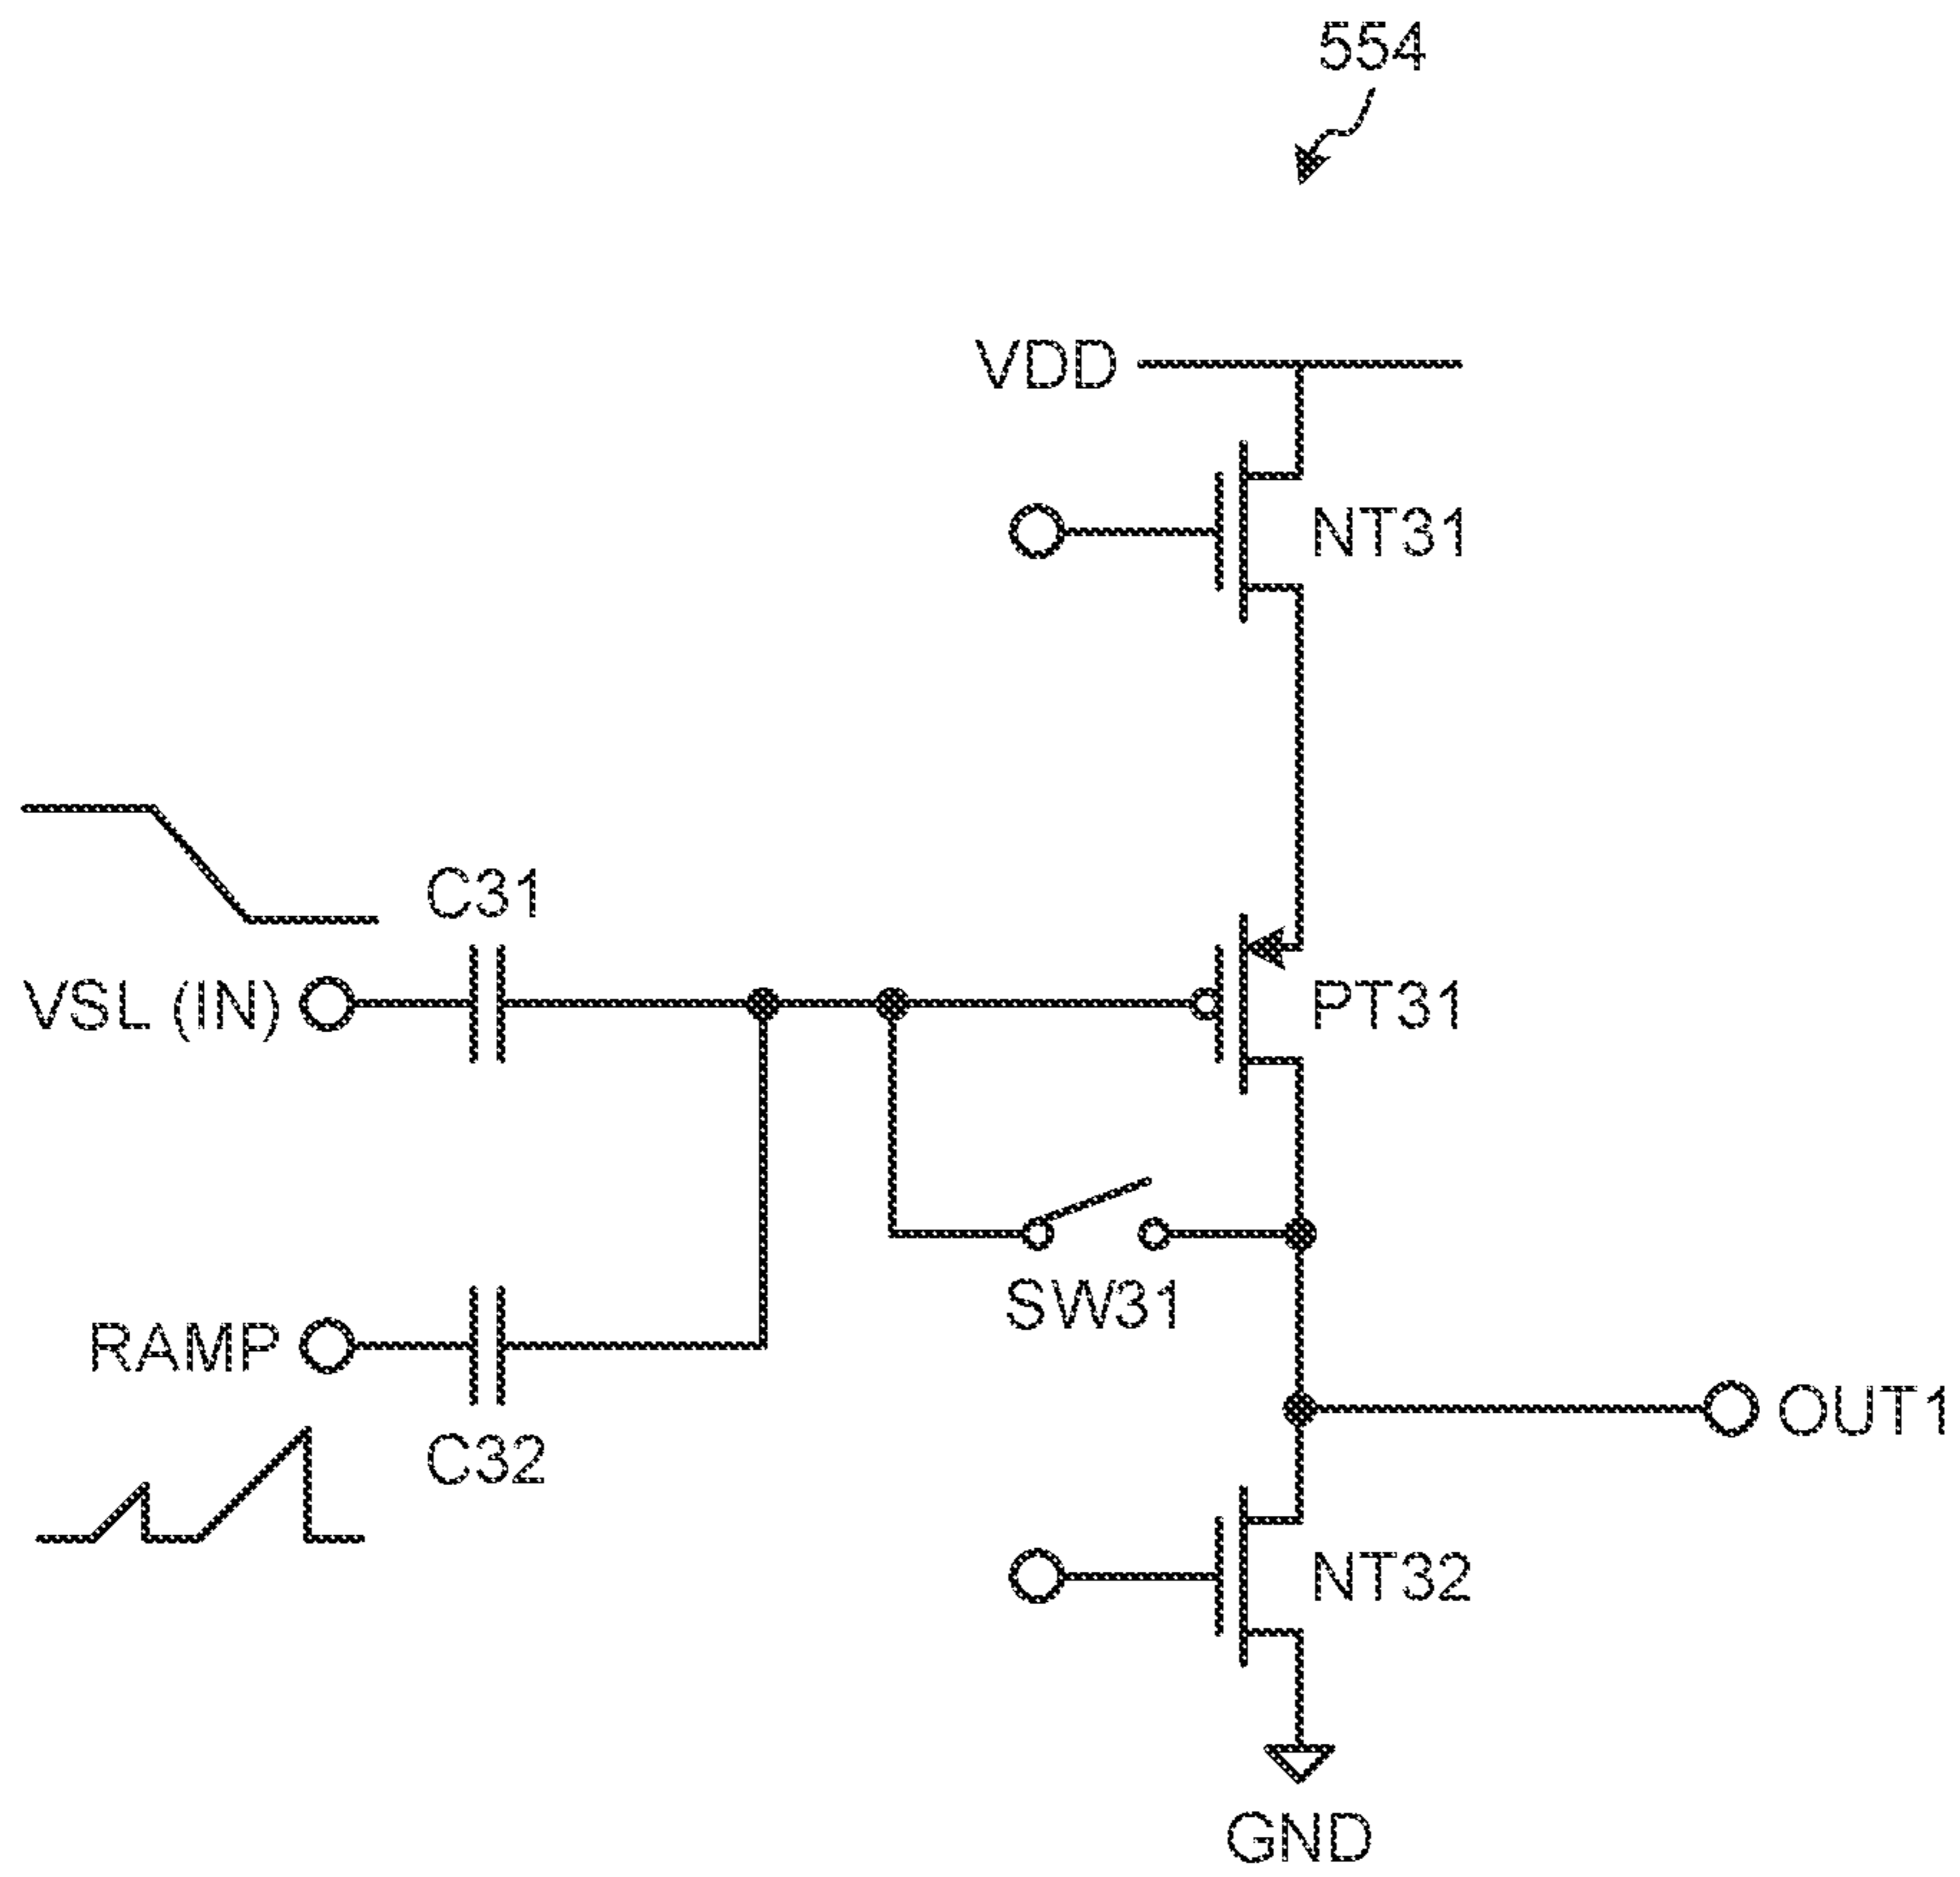 554
VDD
NT31
C31
VSL (IN)
PT31
SW31
RAMP
OUT1
C32
NT32
GND